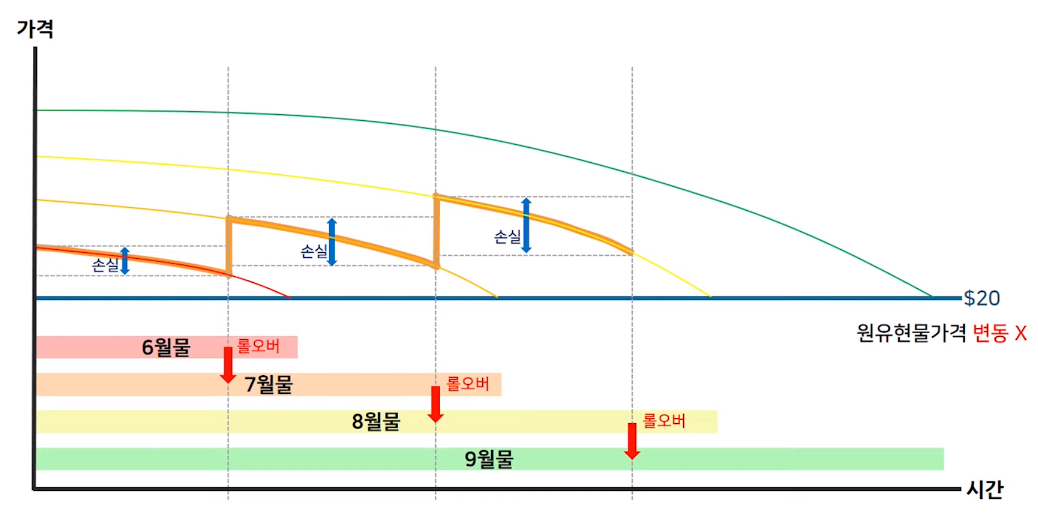 가격
손실
손실
손실
$20
원유현물가격 변동 X
6월물
롤오버
7월물
롤오버
8월물
롤오버
9월물
시간